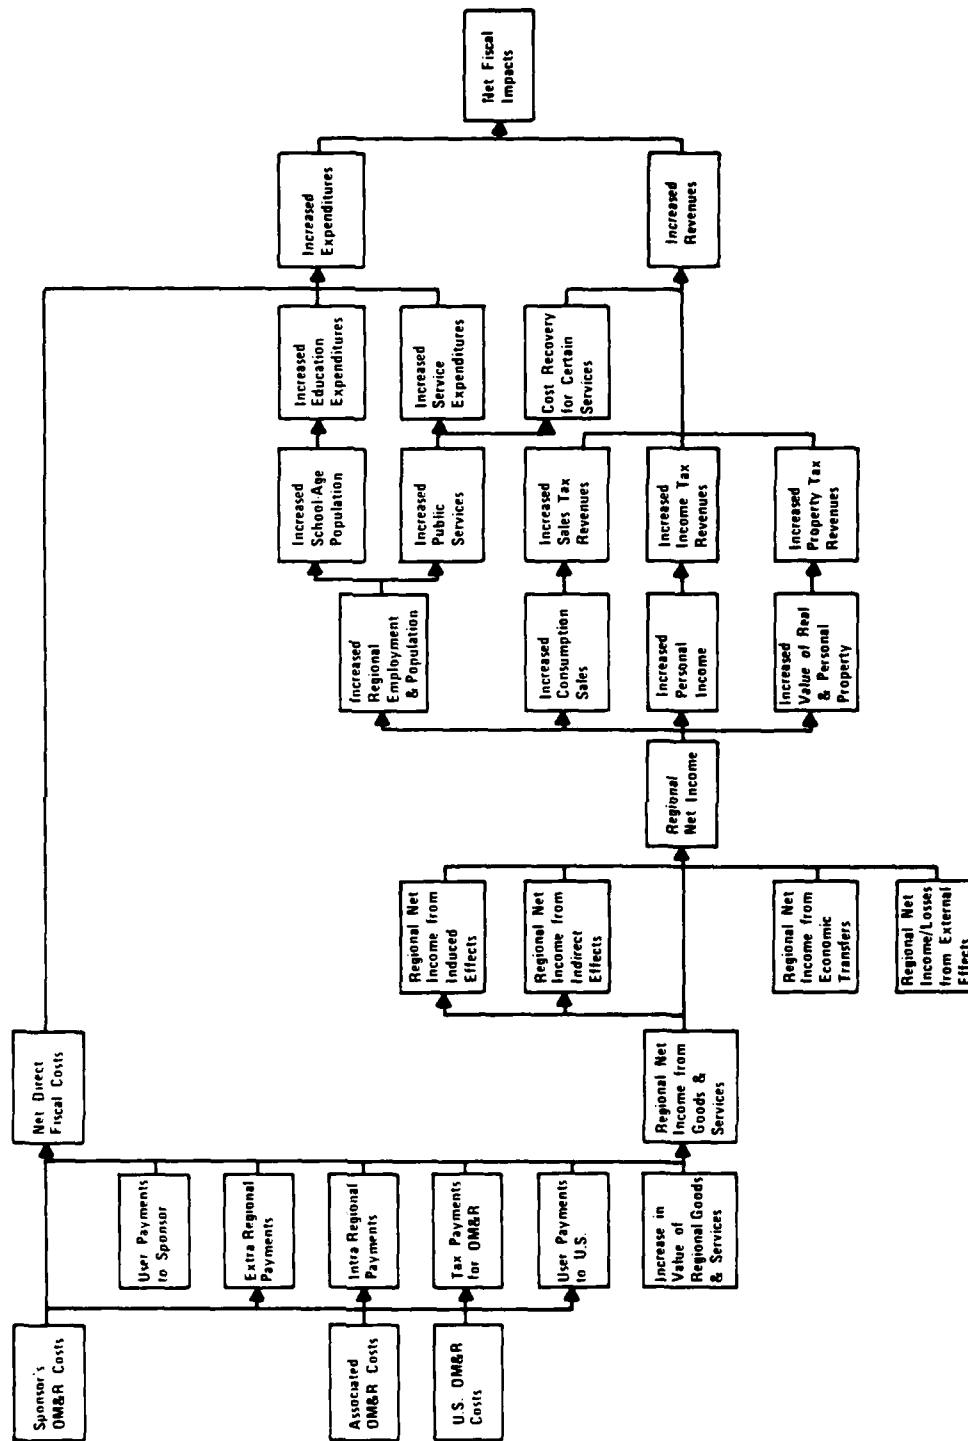 Sponsor's
OM&R Costs
Associated
OM&R Costs
U.S. OM&R
Costs
User Payments
to Sponsor
Extra Regional
Payments
Intra Regional
Payments
Tax Payments
for OM&R
User Payments
to U.S.
Increase in
Value of
Regional Goods
& Services
Net Direct
Fiscal Costs
Regional Net
Income from
Goods &
Services
Regional Net
Income from
Induced
Effects
Regional Net
Income from
Indirect
Effects
Regional Net
Income from
Economic
Transfers
Regional Net
Income/Losses
from External
Effects
Regional
Net Income
Increased
Regional
Employment
& Population
Increased
Consumption
Sales
Increased
Personal
Income
Increased
Value of Real
& Personal
Property
Increased
School-Age
Population
Increased
Public
Services
Increased
Sales Tax
Revenues
Increased
Income Tax
Revenues
Increased
Property Tax
Revenues
Increased
Education
Expenditures
Increased
Service
Expenditures
Cost Recovery
for Certain
Services
Increased
Expenditures
Increased
Revenues
Net Fiscal
Impacts